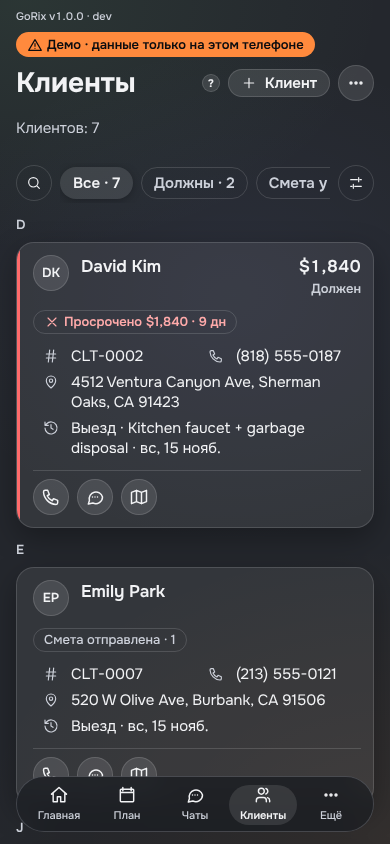 GoRix v1.0.0 · dev
Демо · данные только на этом телефоне
Клиенты
?
Клиент
Клиентов: 7
Все · 7
Должны · 2
Смета у
D
DK
David Kim
$1,840
Должен
Просрочено $1,840 · 9 дн
# CLT-0002
(818) 555-0187
4512 Ventura Canyon Ave, Sherman
Oaks, CA 91423
Выезд · Kitchen faucet + garbage
disposal · вс, 15 нояб.
E
EP
Emily Park
Смета отправлена · 1
# CLT-0007
(213) 555-0121
520 W Olive Ave, Burbank, CA 91506
Выезд · вс, 15 нояб.
J
Главная
План
Чаты
Клиенты
Ещё